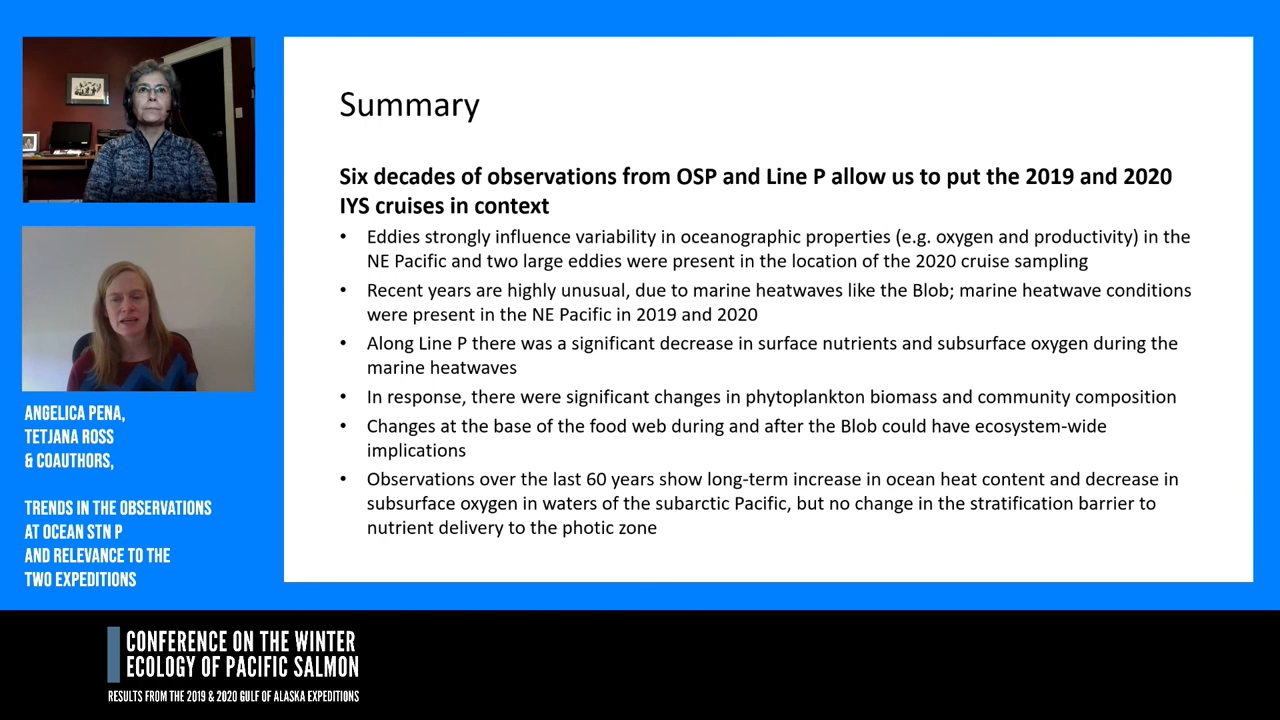 Summary
Six decades of observations from OSP and Line P allow us to put the 2019 and 2020
IYS cruises in context
• Eddies strongly influence variability in oceanographic properties (e.g. oxygen and productivity) in the
NE Pacific and two large eddies were present in the location of the 2020 cruise sampling
• Recent years are highly unusual, due to marine heatwaves like the Blob; marine heatwave conditions
were present in the NE Pacific in 2019 and 2020
• Along Line P there was a significant decrease in surface nutrients and subsurface oxygen during the
marine heatwaves
• In response, there were significant changes in phytoplankton biomass and community composition
• Changes at the base of the food web during and after the Blob could have ecosystem-wide
implications
• Observations over the last 60 years show long-term increase in ocean heat content and decrease in
subsurface oxygen in waters of the subarctic Pacific, but no change in the stratification barrier to
nutrient delivery to the photic zone
ANGELICA PENA,
TETJANA ROSS
& COAUTHORS,
TRENDS IN THE OBSERVATIONS
AT OCEAN STN P
AND RELEVANCE TO THE
TWO EXPEDITIONS
CONFERENCE ON THE WINTER
ECOLOGY OF PACIFIC SALMON
RESULTS FROM THE 2019 & 2020 GULF OF ALASKA EXPEDITIONS